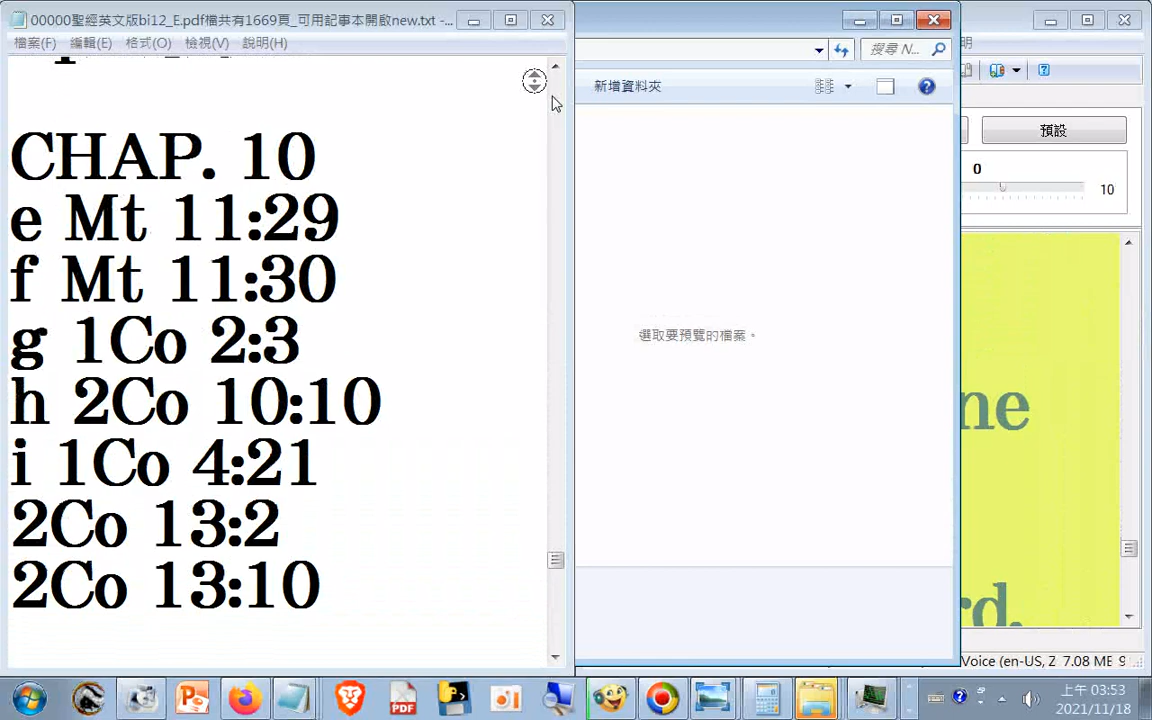 00000聖經英文版bi12_E.pdf檔共有1669頁_可用記事本開啟new.txt -...
檔案(F) 編輯(E) 格式(O) 檢視(V) 說明(H)
CHAP. 10
e Mt 11:29
f Mt 11:30
g 1Co 2:3
h 2Co 10:10
i 1Co 4:21
2Co 13:2
2Co 13:10
搜尋 N...
新增資料夾
選取要預覽的檔案。
明
預設
0
10
ne
rd.
Voice (en-US, Z 7.08 ME 9
上午 03:53
2021/11/18